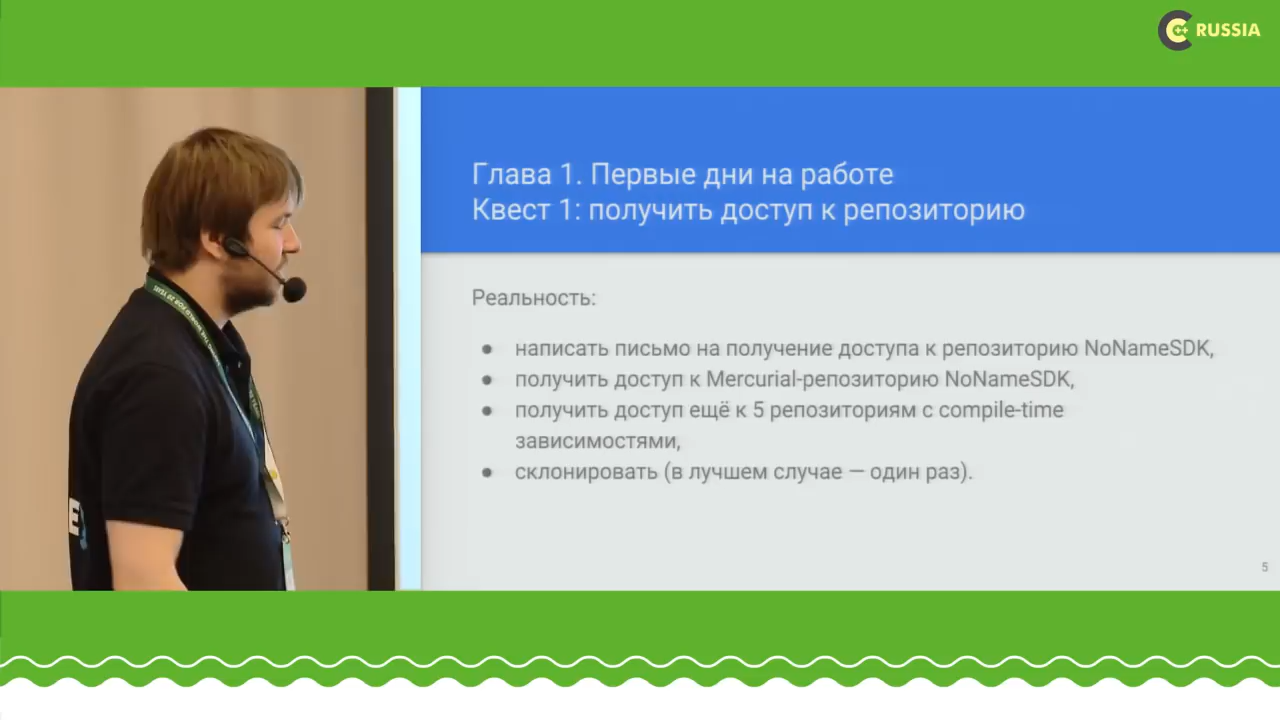 C++ RUSSIA
Глава 1. Первые дни на работе
Квест 1: получить доступ к репозиторию
Реальность:
● написать письмо на получение доступа к репозиторию NoNameSDK,
● получить доступ к Mercurial-репозиторию NoNameSDK,
● получить доступ ещё к 5 репозиториям с compile-time
зависимостями,
● склонировать (в лучшем случае — один раз).
5
E